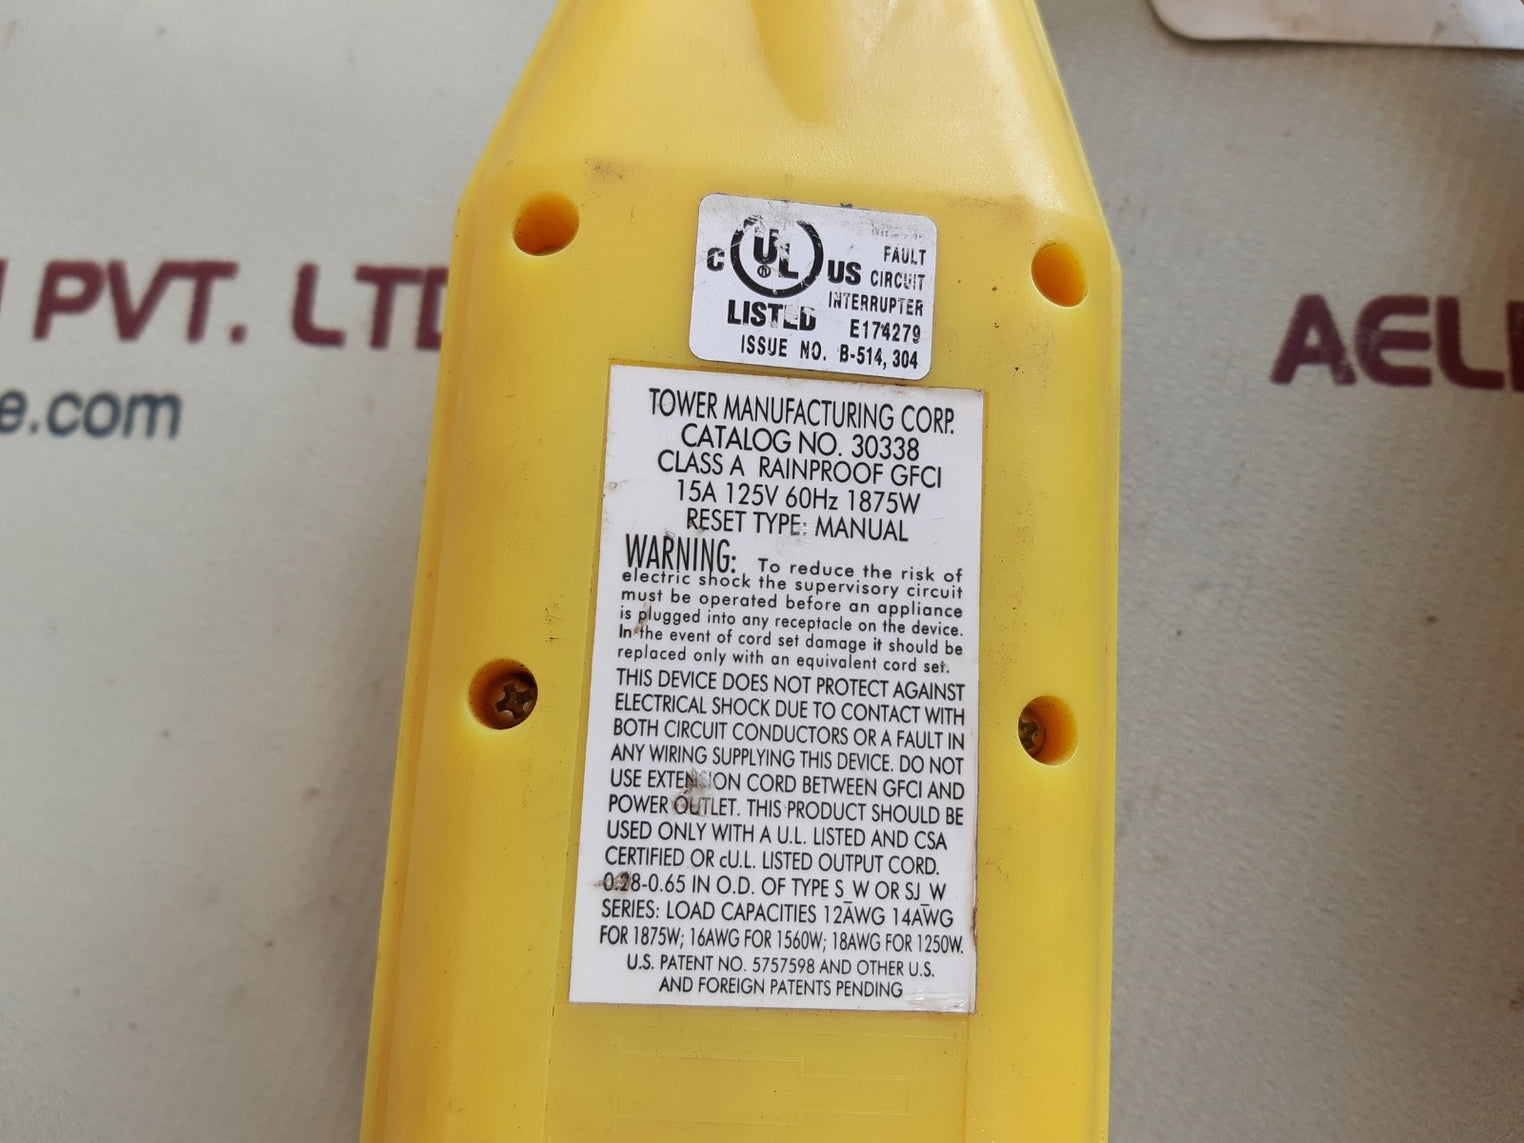 PVT. LTD
e.com
AEL
C UL ® US
LISTED
FAULT
CIRCUIT
INTERRUPTER
E174279
ISSUE NO. B-514, 304
TOWER MANUFACTURING CORP.
CATALOG NO. 30338
CLASS A RAINPROOF GFCI
15A 125V 60Hz 1875W
RESET TYPE: MANUAL
WARNING: To reduce the risk of
electric shock the supervisory circuit
must be operated before an appliance
is plugged into any receptacle on the device.
In the event of cord set damage it should be
replaced only with an equivalent cord set.
THIS DEVICE DOES NOT PROTECT AGAINST
ELECTRICAL SHOCK DUE TO CONTACT WITH
BOTH CIRCUIT CONDUCTORS OR A FAULT IN
ANY WIRING SUPPLYING THIS DEVICE. DO NOT
USE EXTENSION CORD BETWEEN GFCI AND
POWER OUTLET. THIS PRODUCT SHOULD BE
USED ONLY WITH A U.L. LISTED AND CSA
CERTIFIED OR cU.L. LISTED OUTPUT CORD.
0.28-0.65 IN O.D. OF TYPE S_W OR SJ_W
SERIES: LOAD CAPACITIES 12AWG 14AWG
FOR 1875W; 16AWG FOR 1560W; 18AWG FOR 1250W.
U.S. PATENT NO. 5757598 AND OTHER U.S.
AND FOREIGN PATENTS PENDING